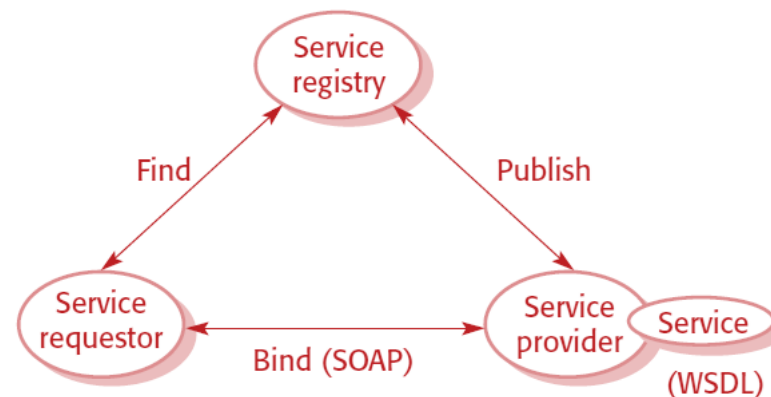 Service
registry
Find
Publish
Service
requestor
Service
provider
Service
Bind (SOAP)
(WSDL)